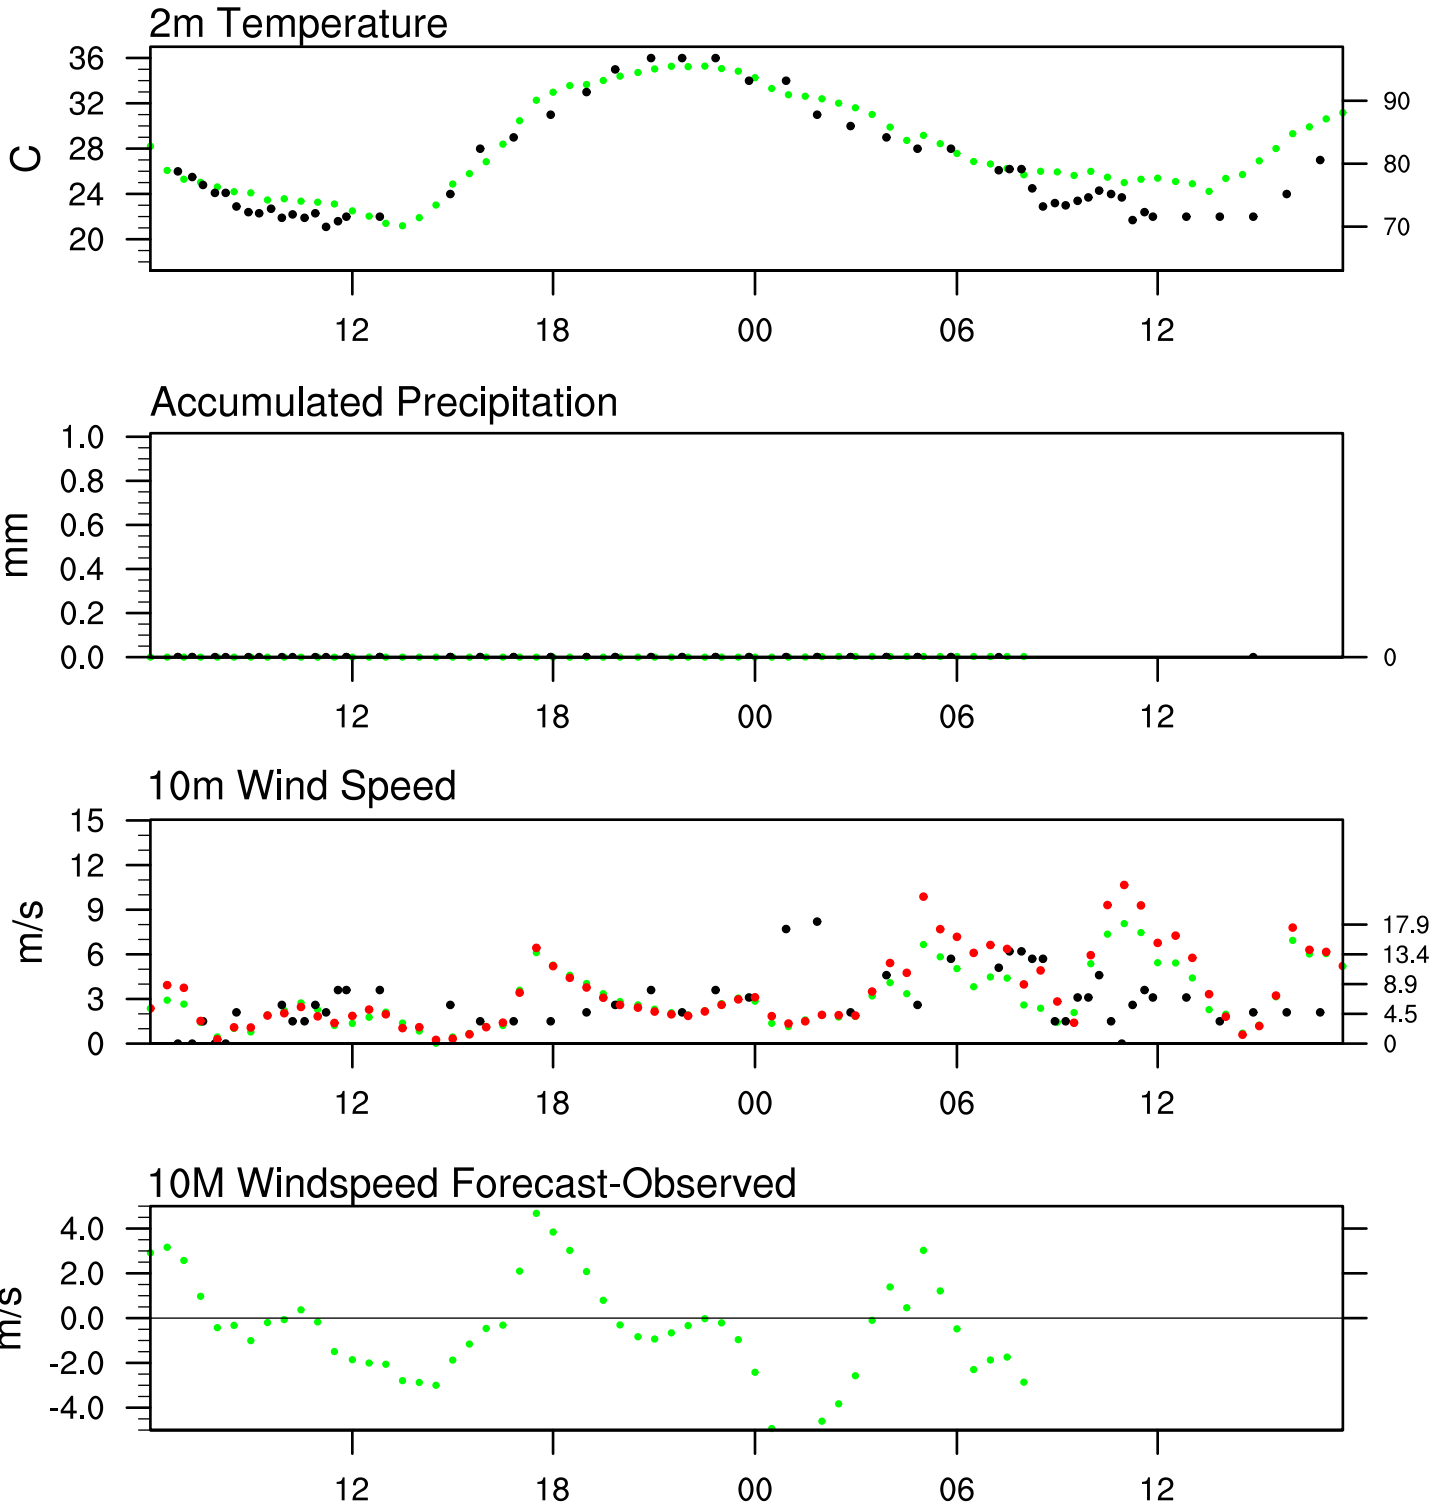 2m Temperature
36
32
28
24
20
C
90
80
70
12 18 00 06 12
Accumulated Precipitation
1.0
0.8
0.6
0.4
0.2
0.0
mm
0
12 18 00 06 12
10m Wind Speed
15
12
9
6
3
0
m/s
17.9
13.4
8.9
4.5
0
12 18 00 06 12
10M Windspeed Forecast-Observed
4.0
2.0
0.0
-2.0
-4.0
m/s
12 18 00 06 12